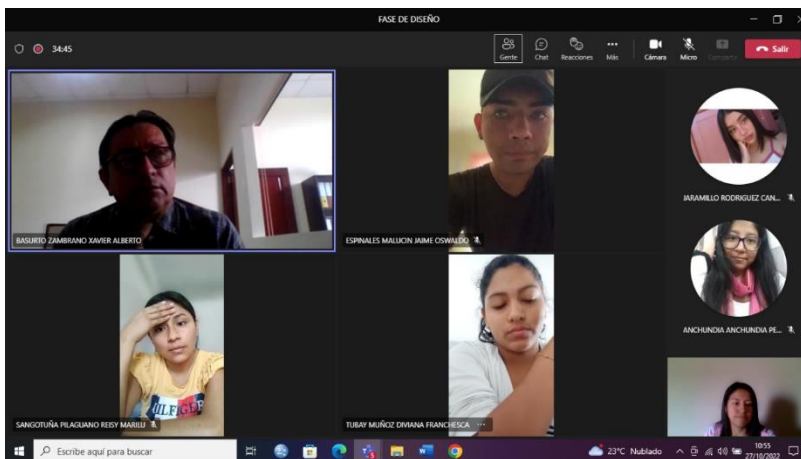 FASE DE DISEÑO
34:45
Gente
Chat
Reacciones
Más
Cámara
Micro
Compartir
Salir
BASURTO ZAMBRANO XAVIER ALBERTO
ESPINALES MALUCIN JAIME OSWALDO
JARAMILLO RODRIGUEZ CAN...
ANCHUNDIA ANCHUNDIA PE...
HILFIGER
SANGOTUÑA PILAGUANO REISY MARILU
TUBAY MUÑOZ DIVIANA FRANCHESCA ...
Escribe aquí para buscar
23°C Nublado
10:55
27/10/2022